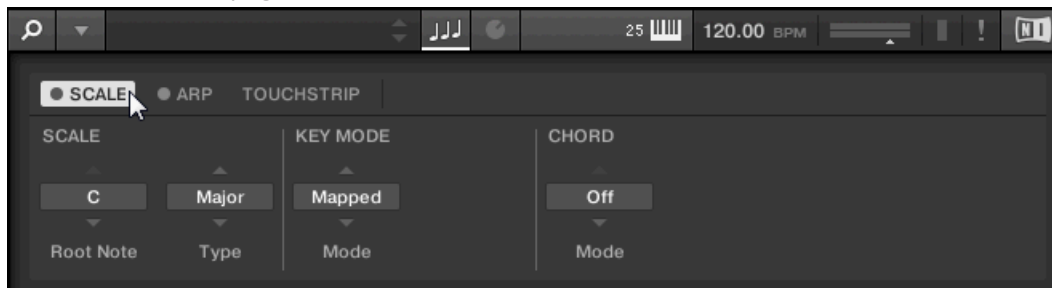 25 120.00 BPM NI
SCALE ARP TOUCHSTRIP
SCALE KEY MODE CHORD
C Major Mapped Off
Root Note Type Mode Mode